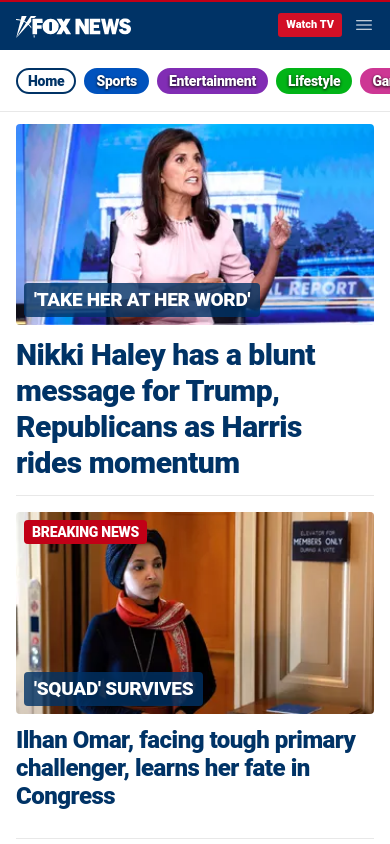 FOX NEWS
Watch TV
Home
Sports
Entertainment
Lifestyle
Ga
AL REPORT
'TAKE HER AT HER WORD'
Nikki Haley has a blunt
message for Trump,
Republicans as Harris
rides momentum
BREAKING NEWS
ELEVATOR FOR
MEMBERS ONLY
DURING A VOTE
'SQUAD' SURVIVES
Ilhan Omar, facing tough primary
challenger, learns her fate in
Congress